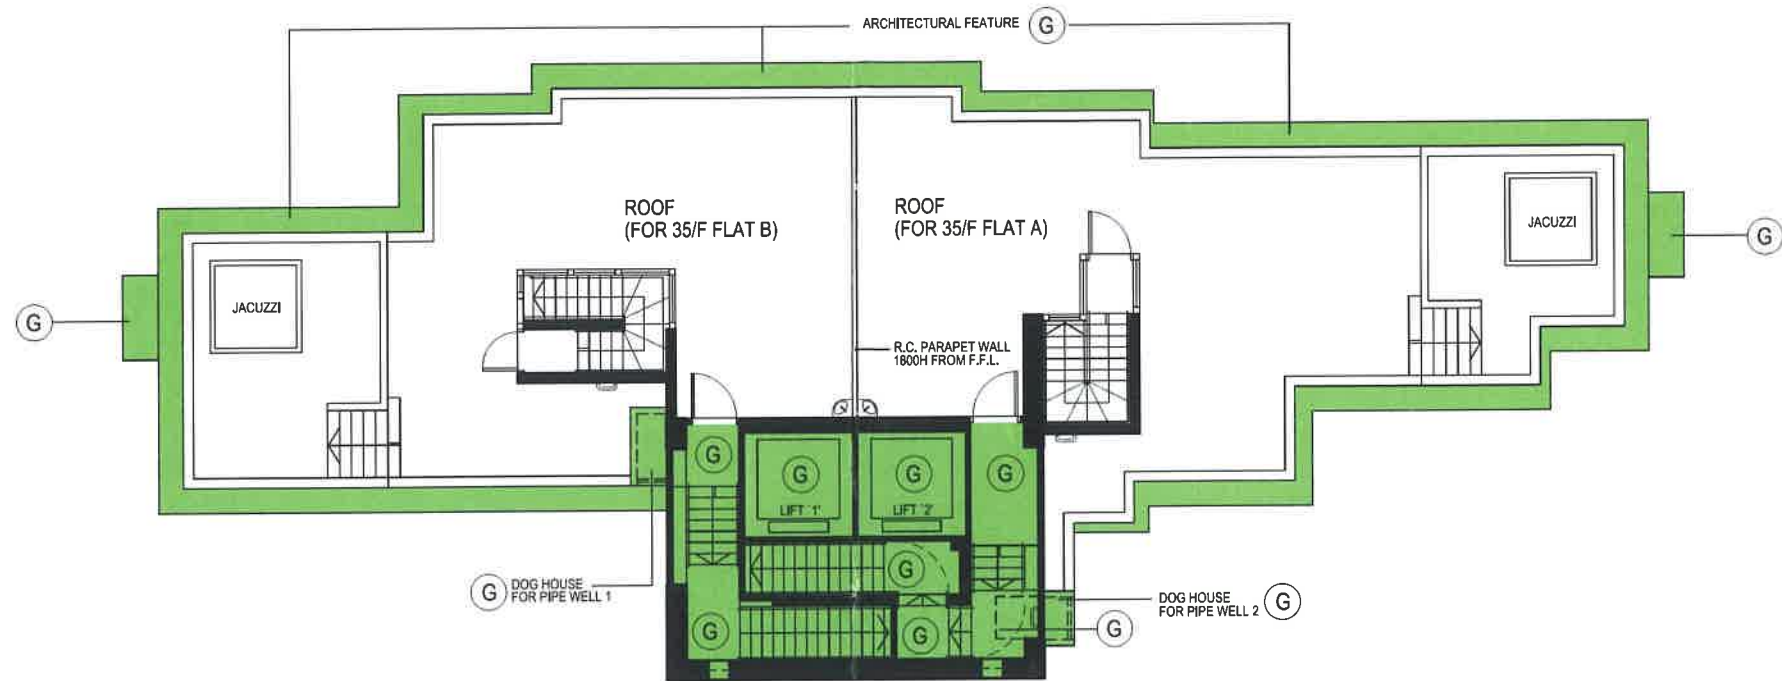 ARCHITECTURAL FEATURE G
ROOF
(FOR 35/F FLAT B)
ROOF
(FOR 35/F FLAT A)
JACUZZI
JACUZZI
G
G
R.C. PARAPET WALL
1800H FROM F.F.L.
G
G
G
G
LIFT '1'
LIFT '2'
G
G DOG HOUSE
FOR PIPE WELL 1
DOG HOUSE
FOR PIPE WELL 2 G
G
G
G